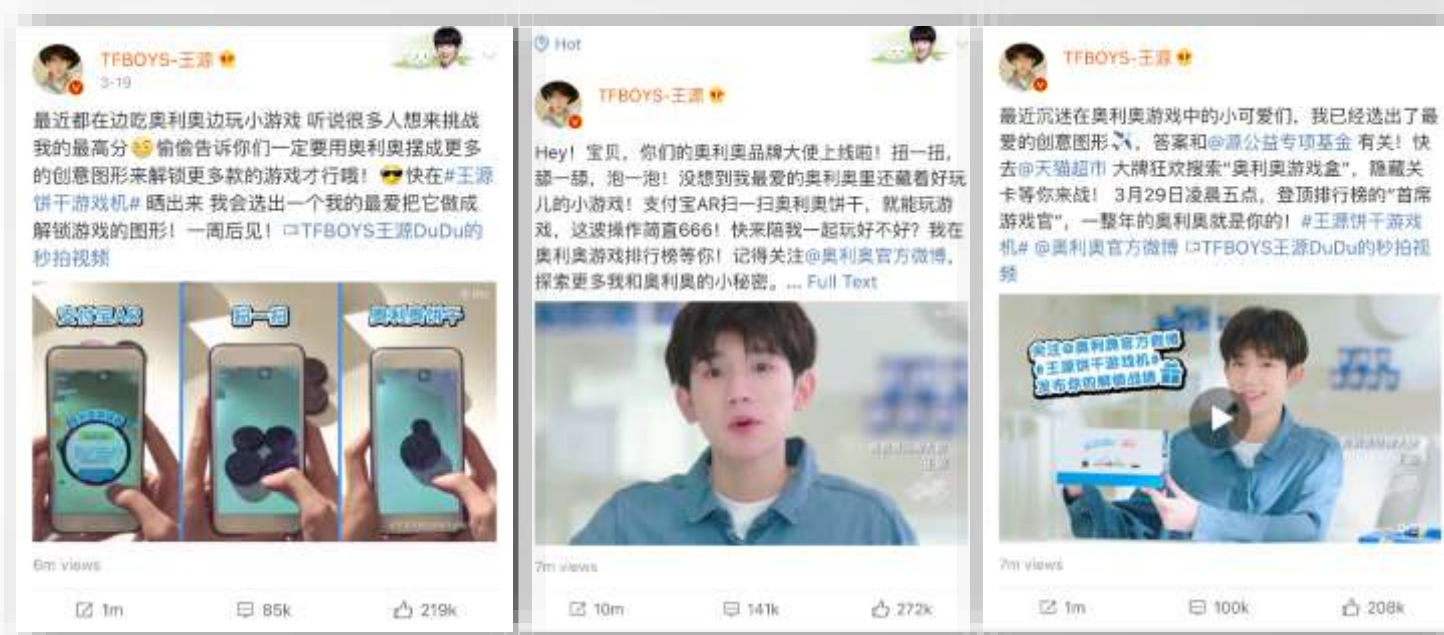 TFBOYS-王源
3-19
最近都在边吃奥利奥边玩小游戏 听说很多人想来挑战
我的最高分 偷偷告诉你们一定要用奥利奥摆成更多
的创意图形来解锁更多款的游戏才行哦! 快在#王源
饼干游戏机# 晒出来 我会选出一个我的最爱把它做成
解锁游戏的图形!一周后见! TFBOYS王源DuDu的
秒拍视频
支付宝AR
扫一扫
奥利奥饼干
6m views
1m
85k
219k
Hot
TFBOYS-王源
Hey! 宝贝,你们的奥利奥品牌大使上线啦!扭一扭,
舔一舔,泡一泡!没想到我最爱的奥利奥里还藏着好玩
儿的小游戏!支付宝AR扫一扫奥利奥饼干,就能玩游
戏,这波操作简直666!快来陪我一起玩好不好?我在
奥利奥游戏排行榜等你!记得关注@奥利奥官方微博,
探索更多我和奥利奥的小秘密。... Full Text
7m views
10m
141k
272k
TFBOYS-王源
最近沉迷在奥利奥游戏中的小可爱们,我已经选出了最
爱的创意图形,答案和@源公益专项基金 有关!快
去@天猫超市 大牌狂欢搜索“奥利奥游戏盒”,隐藏关
卡等你来战! 3月29日凌晨五点,登顶排行榜的“首席
游戏官”,一整年的奥利奥就是你的! #王源饼干游戏
机# @奥利奥官方微博 TFBOYS王源DuDu的秒拍视
频
关注@奥利奥官方微博
#王源饼干游戏机#
发布你的解锁战绩
7m views
1m
100k
208k